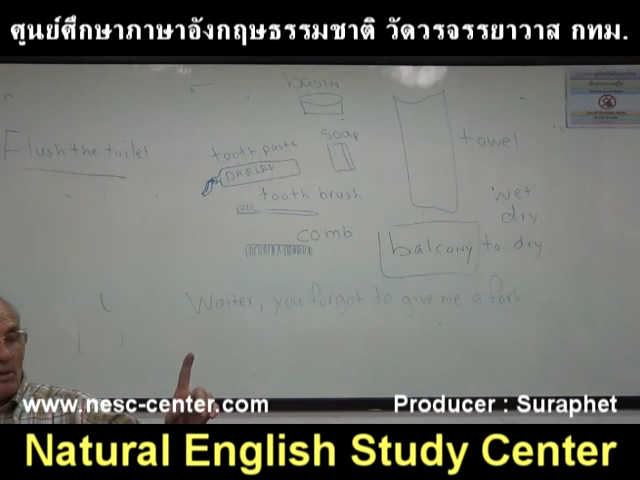 ศูนย์ศึกษาภาษาอังกฤษธรรมชาติ วัดวรจรรยาวาส กทม.
basin
soap
towel
Flush the toilet
tooth paste
DARLEE
tooth brush
wet
dry
comb
balcony to dry
Waiter, you forgot to give me a fork
www.nesc-center.com
Producer : Suraphet
Natural English Study Center